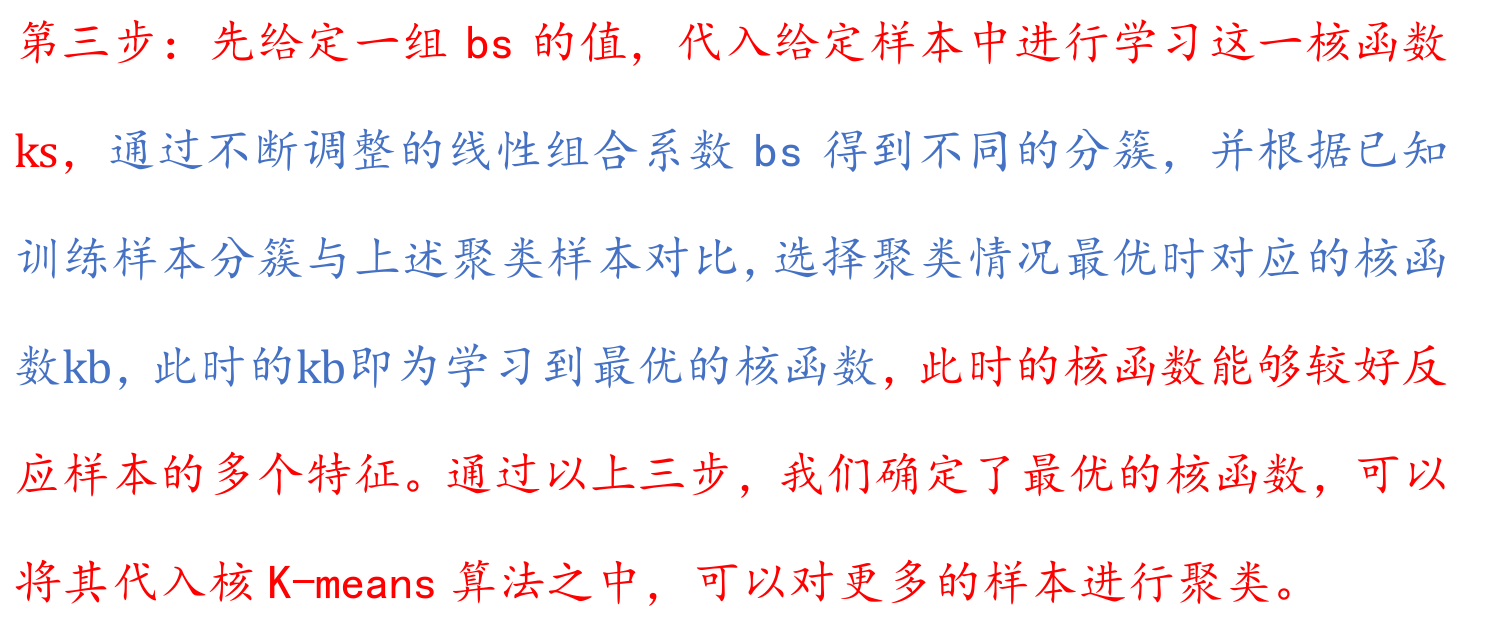 第三步：先给定一组 bs 的值，代入给定样本中进行学习这一核函数
ks，通过不断调整的线性组合系数 bs 得到不同的分簇，并根据已知
训练样本分簇与上述聚类样本对比，选择聚类情况最优时对应的核函
数kb，此时的kb即为学习到最优的核函数，此时的核函数能够较好反
应样本的多个特征。通过以上三步，我们确定了最优的核函数，可以
将其代入核 K-means 算法之中，可以对更多的样本进行聚类。